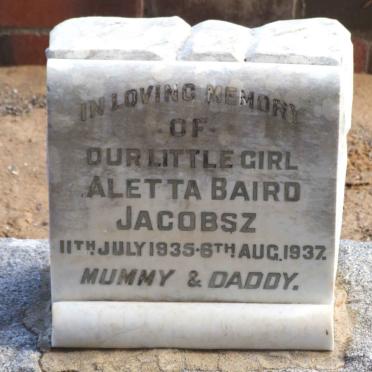 IN LOVING MEMORY
-OF-
OUR LITTLE GIRL
ALETTA BAIRD
JACOBSZ
11TH JULY 1935-6TH AUG. 1937.
MUMMY & DADDY.